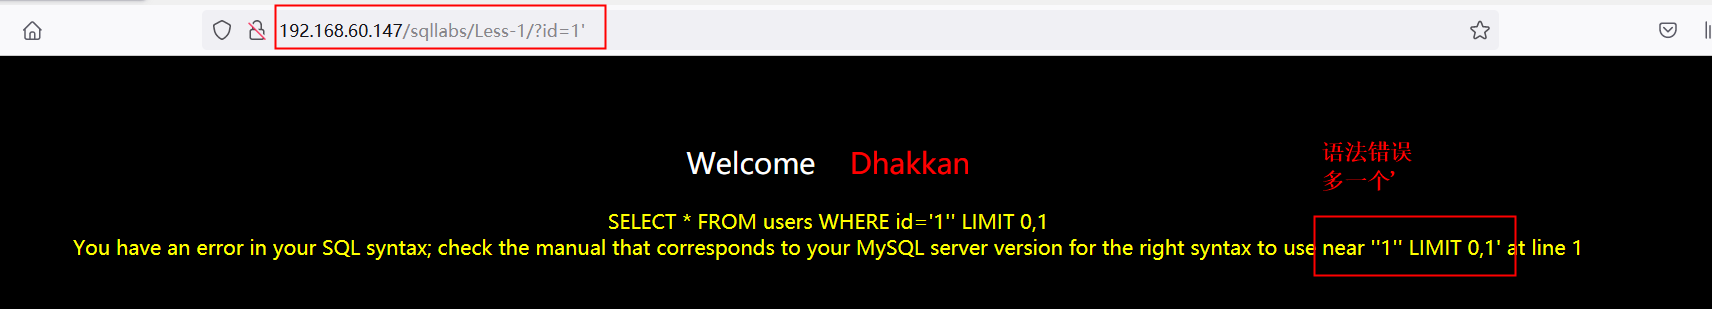 192.168.60.147/sqllabs/Less-1/?id=1'
Welcome Dhakkan
语法错误
多一个’
SELECT * FROM users WHERE id='1'' LIMIT 0,1
You have an error in your SQL syntax; check the manual that corresponds to your MySQL server version for the right syntax to use near ''1'' LIMIT 0,1' at line 1